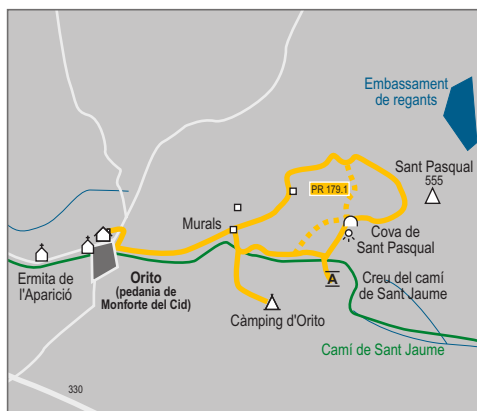 Embassament
de regants
Sant Pasqual
555
PR 179.1
Murals
Cova de
Sant Pasqual
Ermita de
l'Aparició
Orito
(pedania de
Monforte del Cid)
A
Creu del camí
de Sant Jaume
Càmping d'Orito
Camí de Sant Jaume
330